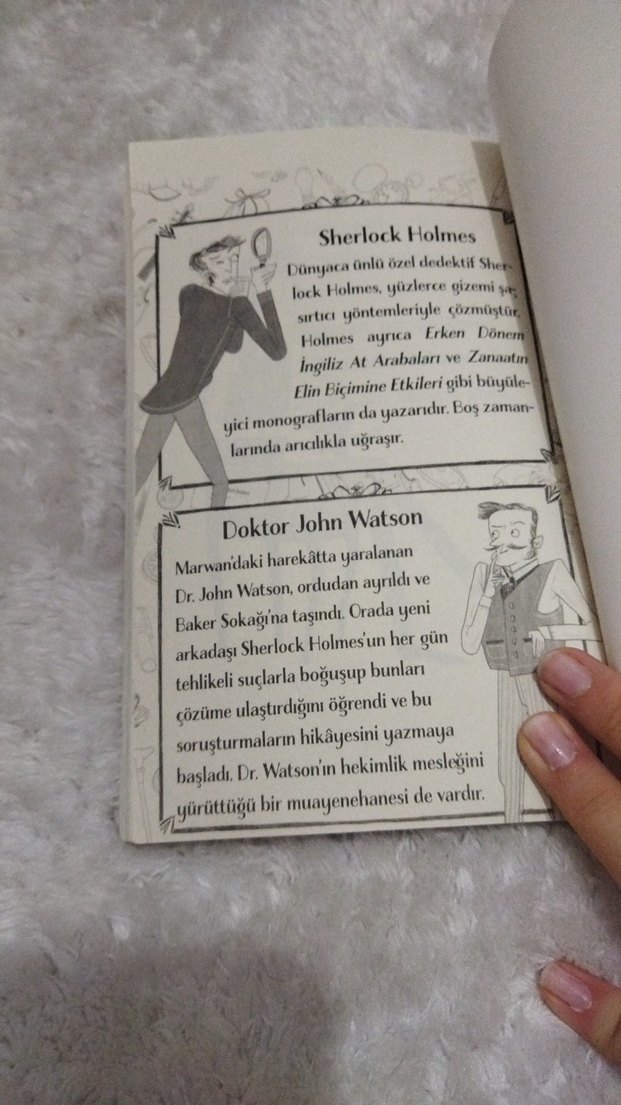 Sherlock Holmes
Dünyaca ünlü özel dedektif Sher-
lock Holmes, yüzlerce gizemi şa-
şırtıcı yöntemleriyle çözmüştür.
Holmes ayrıca Erken Dönem
İngiliz At Arabaları ve Zanaatın
Elin Biçimine Etkileri gibi büyüle-
yici monografların da yazarıdır. Boş zaman-
larında arıcılıkla uğraşır.
Doktor John Watson
Marwan'daki harekâtta yaralanan
Dr. John Watson, ordudan ayrıldı ve
Baker Sokağı'na taşındı. Orada yeni
arkadaşı Sherlock Holmes'un her gün
tehlikeli suçlarla boğuşup bunları
çözüme ulaştırdığını öğrendi ve bu
soruşturmaların hikâyesini yazmaya
başladı. Dr. Watson'ın hekimlik mesleğini
yürüttüğü bir muayenehanesi de vardır.